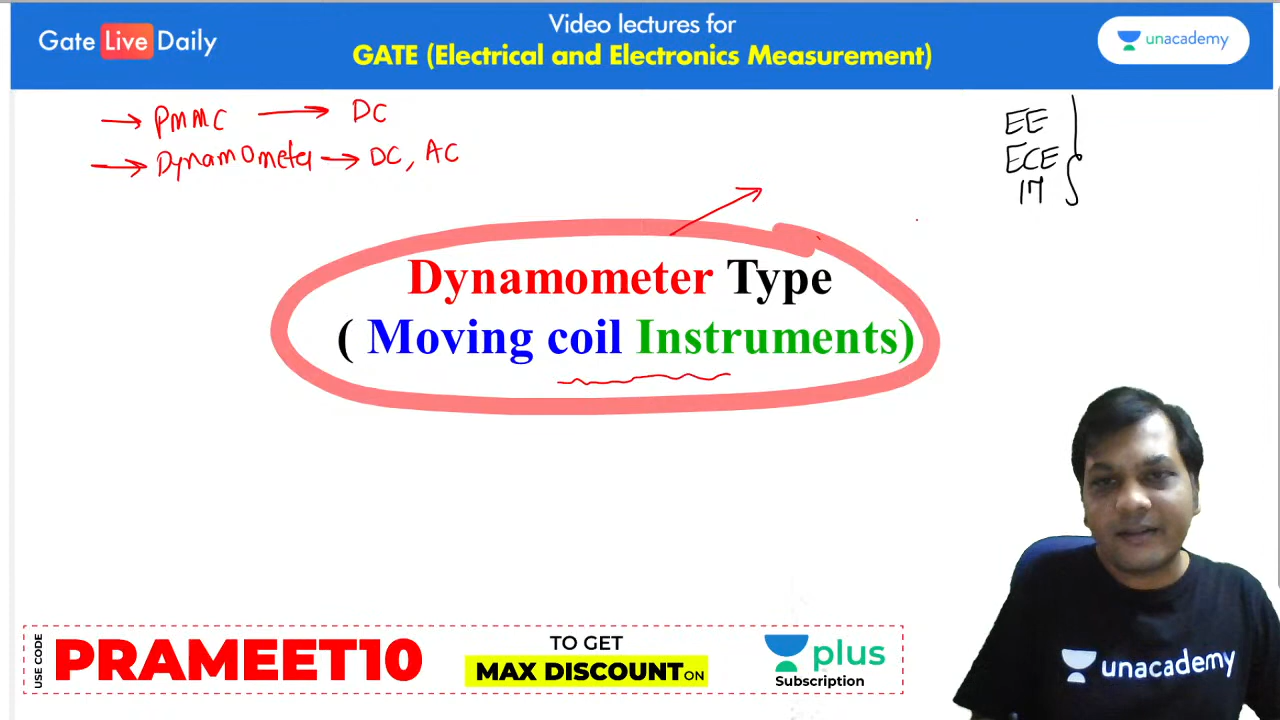 Gate Live Daily
Video lectures for
GATE (Electrical and Electronics Measurement)
unacademy
→ PMMC → DC
→ Dynamometer → DC, AC
EE
ECE
Dynamometer Type
( Moving coil Instruments)
USE CODE
PRAMEET10
TO GET
MAX DISCOUNT ON
plus
Subscription
unacademy